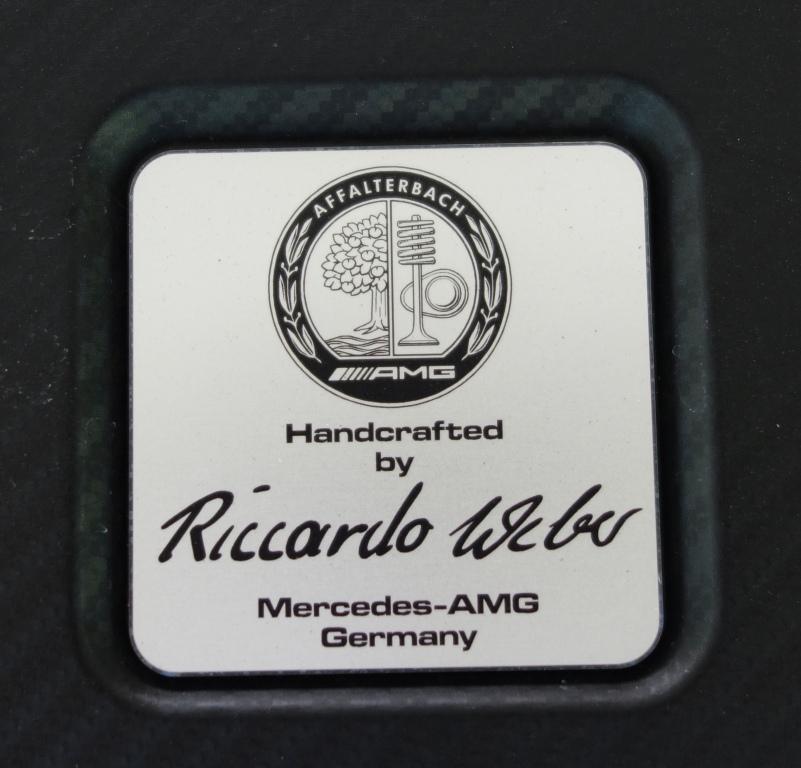 AFFALTERBACH
AMG
Handcrafted
by
Riccardo Weber
Mercedes-AMG
Germany